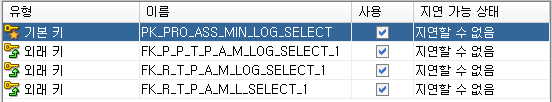 유형 이름 사용 지연 가능 상태
기본 키 PK_PRO_ASS_MIN_LOG_SELECT 지연할 수 없음
외래 키 FK_P_P_T_P_A_M_LOG_SELECT_1 지연할 수 없음
외래 키 FK_R_T_P_A_M_LOG_SELECT_1 지연할 수 없음
외래 키 FK_R_T_P_A_M_L_SELECT_1 지연할 수 없음